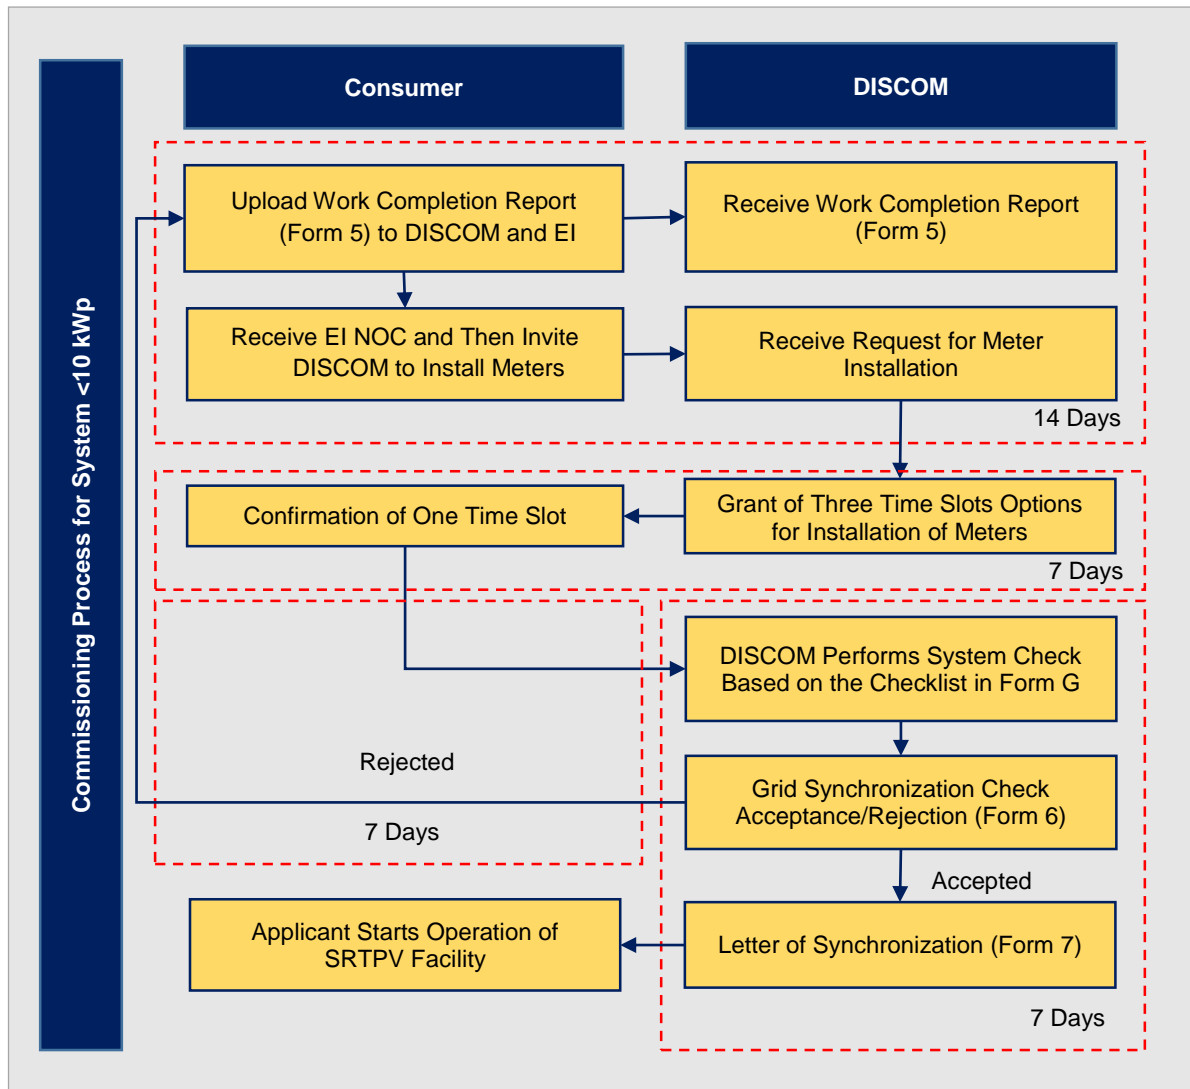 Commissioning Process for System <10 kWp
Consumer
DISCOM
Upload Work Completion Report
(Form 5) to DISCOM and EI
Receive Work Completion Report
(Form 5)
Receive EI NOC and Then Invite
DISCOM to Install Meters
Receive Request for Meter
Installation
14 Days
Confirmation of One Time Slot
Grant of Three Time Slots Options
for Installation of Meters
7 Days
DISCOM Performs System Check
Based on the Checklist in Form G
Rejected
7 Days
Grid Synchronization Check
Acceptance/Rejection (Form 6)
Accepted
Applicant Starts Operation of
SRTPV Facility
Letter of Synchronization (Form 7)
7 Days